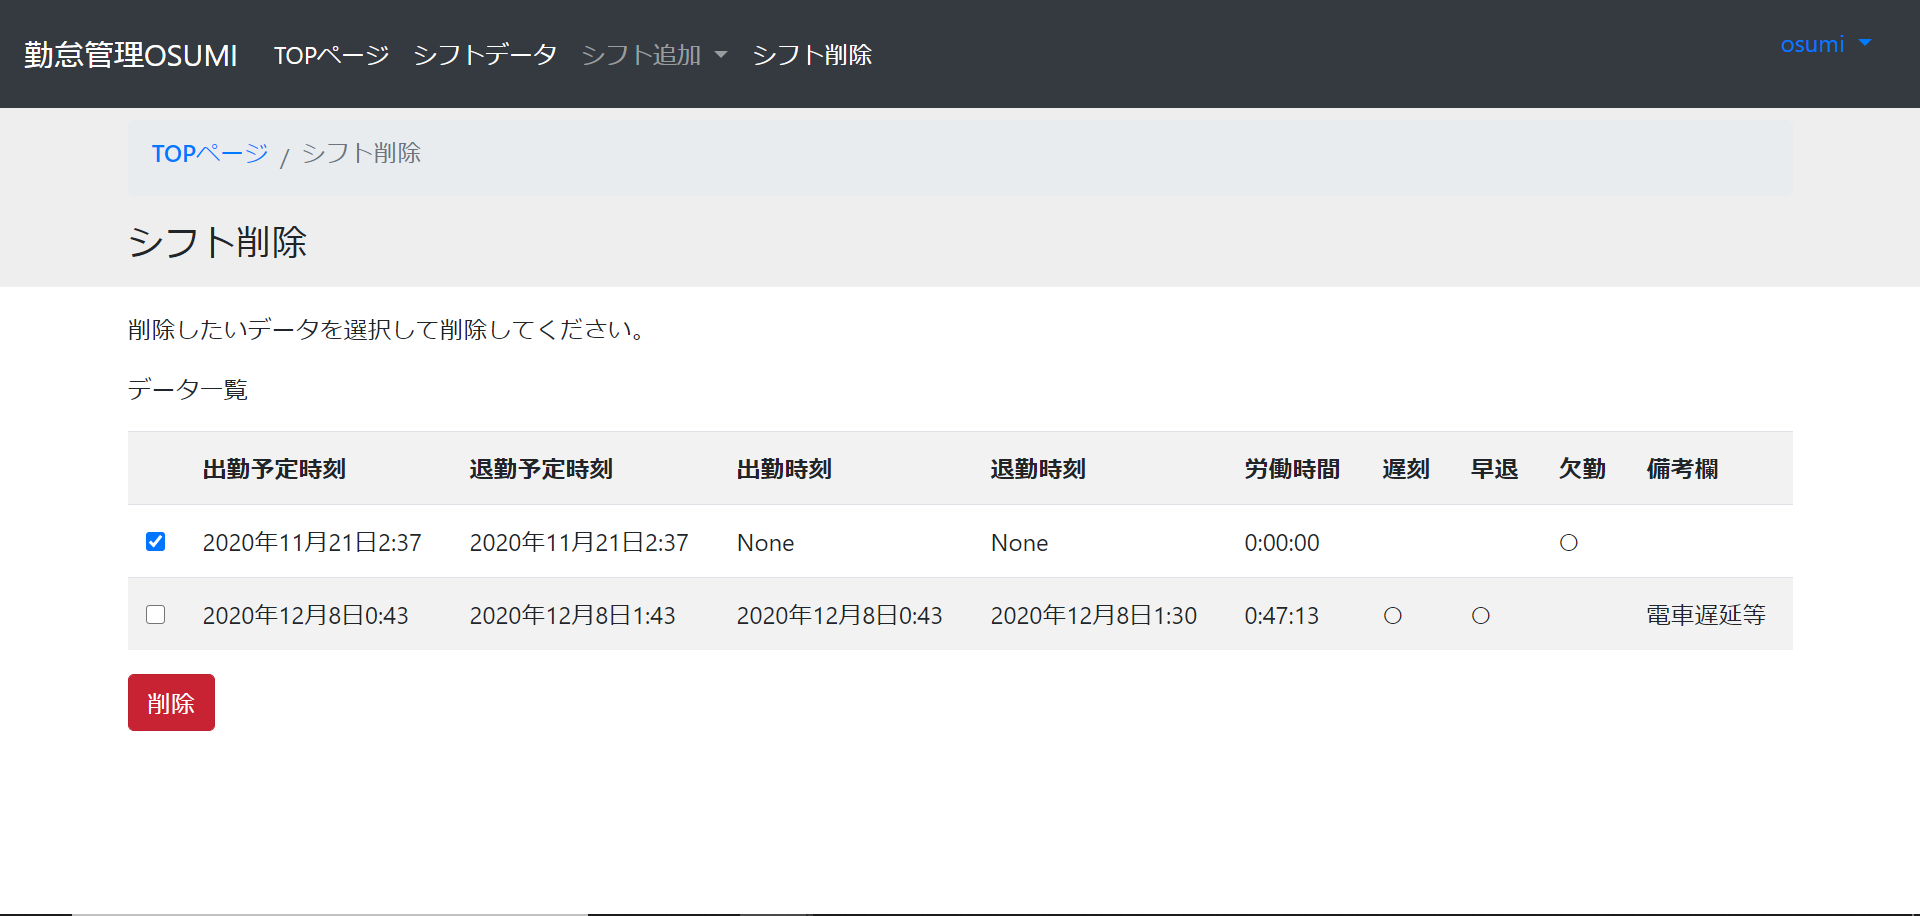 勤怠管理OSUMI TOPページ シフトデータ シフト追加 シフト削除 osumi
TOPページ / シフト削除
シフト削除
削除したいデータを選択して削除してください。
データ一覧
出勤予定時刻 退勤予定時刻 出勤時刻 退勤時刻 労働時間 遅刻 早退 欠勤 備考欄
2020年11月21日2:37 2020年11月21日2:37 None None 0:00:00 ○
2020年12月8日0:43 2020年12月8日1:43 2020年12月8日0:43 2020年12月8日1:30 0:47:13 ○ ○ 電車遅延等
削除